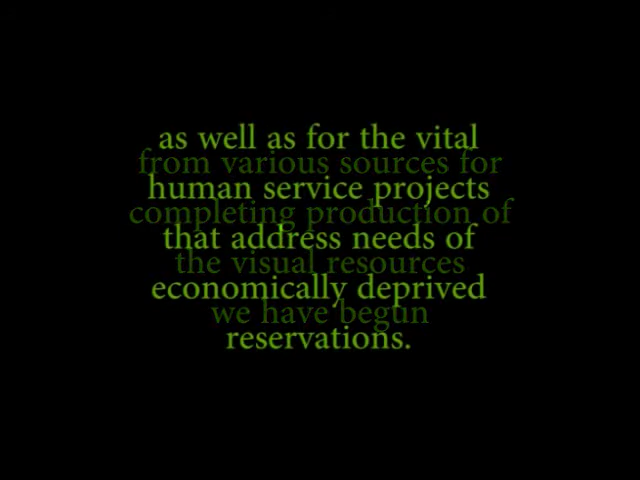 as well as for the vital
from various sources for
human service projects
completing production of
that address needs of
the visual resources
economically deprived
we have begun
reservations.